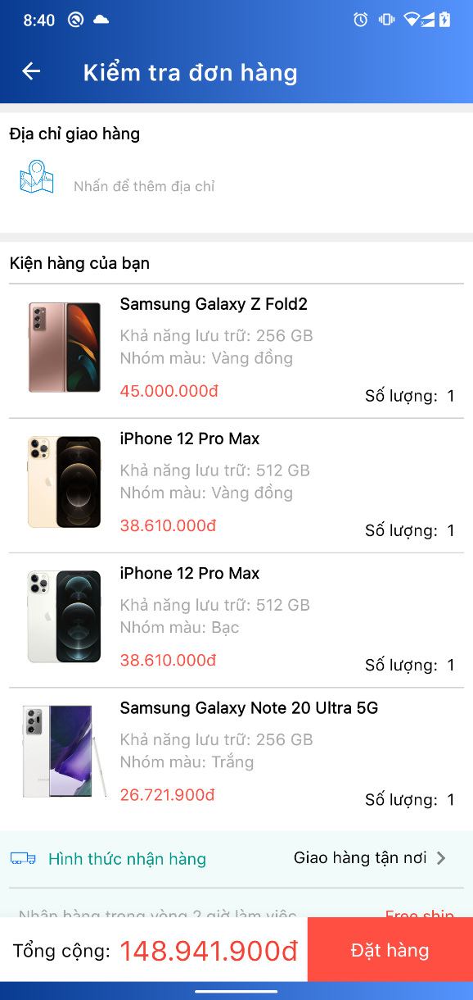 8:40
Kiểm tra đơn hàng
Địa chỉ giao hàng
Nhấn để thêm địa chỉ
Kiện hàng của bạn
Samsung Galaxy Z Fold2
Khả năng lưu trữ: 256 GB
Nhóm màu: Vàng đồng
45.000.000đ
Số lượng: 1
iPhone 12 Pro Max
Khả năng lưu trữ: 512 GB
Nhóm màu: Vàng đồng
38.610.000đ
Số lượng: 1
iPhone 12 Pro Max
Khả năng lưu trữ: 512 GB
Nhóm màu: Bạc
38.610.000đ
Số lượng: 1
Samsung Galaxy Note 20 Ultra 5G
Khả năng lưu trữ: 256 GB
Nhóm màu: Trắng
26.721.900đ
Số lượng: 1
Hình thức nhận hàng
Giao hàng tận nơi
Nhận hàng trong vòng 2 giờ làm việc
Free ship
Tổng cộng: 148.941.900đ
Đặt hàng